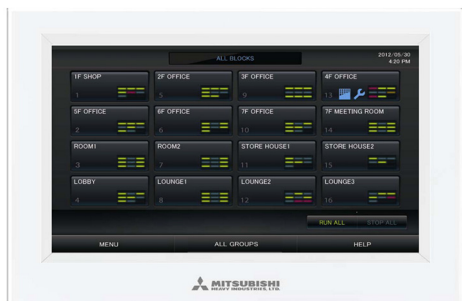 ALL BLOCKS
2012/05/30
4:20 PM
1F SHOP
2F OFFICE
3F OFFICE
4F OFFICE
1
5
9
13
5F OFFICE
6F OFFICE
7F OFFICE
7F MEETING ROOM
2
6
10
14
ROOM1
ROOM2
STORE HOUSE1
STORE HOUSE2
3
7
11
15
LOBBY
LOUNGE1
LOUNGE2
LOUNGE3
4
8
12
16
RUN ALL
STOP ALL
MENU
ALL GROUPS
HELP
MITSUBISHI
HEAVY INDUSTRIES, LTD.